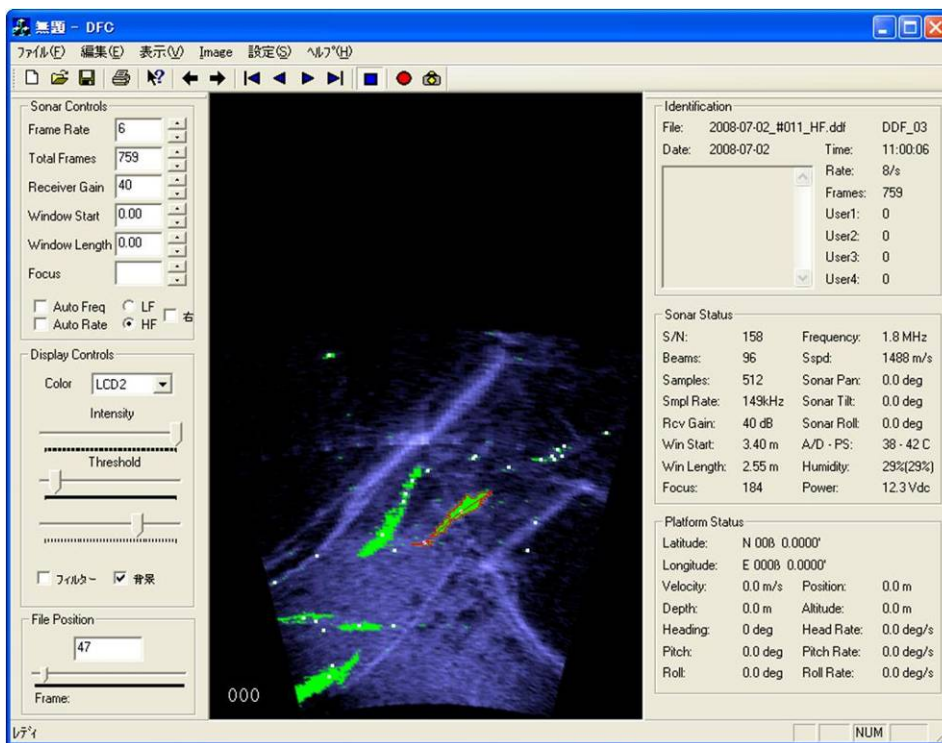 無題 - DFC
ファイル(F) 編集(E) 表示(V) Image 設定(S) ヘルプ(H)
Sonar Controls
Frame Rate 6
Total Frames 759
Receiver Gain 40
Window Start 0.00
Window Length 0.00
Focus
Auto Freq LF
Auto Rate HF 右
Display Controls
Color LCD2
Intensity
Threshold
フィルター 背景
File Position
47
Frame:
000
Identification
File: 2008-07-02_#011_HF.ddf DDF_03
Date: 2008-07-02 Time: 11:00:06
Rate: 8/s
Frames: 759
User1: 0
User2: 0
User3: 0
User4: 0
Sonar Status
S/N: 158 Frequency: 1.8 MHz
Beams: 96 Sspd: 1488 m/s
Samples: 512 Sonar Pan: 0.0 deg
Smpl Rate: 149kHz Sonar Tilt: 0.0 deg
Rcv Gain: 40 dB Sonar Roll: 0.0 deg
Win Start: 3.40 m A/D - PS: 38 - 42 C
Win Length: 2.55 m Humidity: 29%(29%)
Focus: 184 Power: 12.3 Vdc
Platform Status
Latitude: N 00ß 0.0000'
Longitude: E 000ß 0.0000'
Velocity: 0.0 m/s Position: 0.0 m
Depth: 0.0 m Altitude: 0.0 m
Heading: 0 deg Head Rate: 0.0 deg/s
Pitch: 0.0 deg Pitch Rate: 0.0 deg/s
Roll: 0.0 deg Roll Rate: 0.0 deg/s
レディ NUM